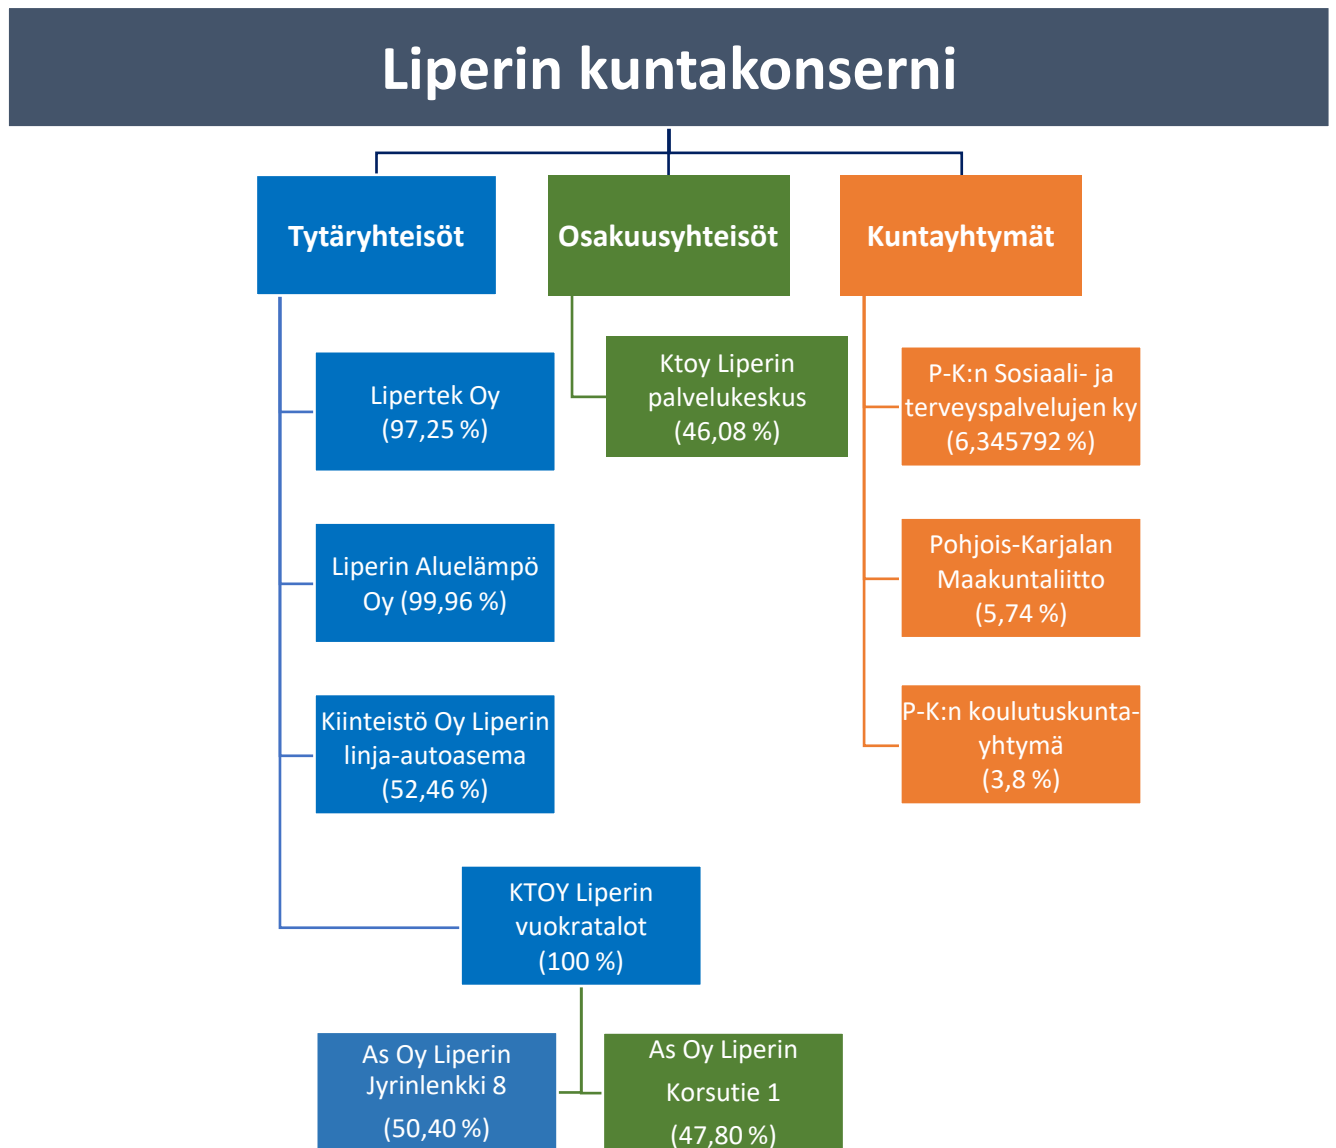 Liperin kuntakonserni
Tytäryhteisöt
Osakuusyhteisöt
Kuntayhtymät
Lipertek Oy
(97,25 %)
Liperin Aluelämpö
Oy (99,96 %)
Kiinteistö Oy Liperin
linja-autoasema
(52,46 %)
KTOY Liperin
vuokratalot
(100 %)
As Oy Liperin
Jyrinlenkki 8
(50,40 %)
As Oy Liperin
Korsutie 1
(47,80 %)
Ktoy Liperin
palvelukeskus
(46,08 %)
P-K:n Sosiaali- ja
terveyspalvelujen ky
(6,345792 %)
Pohjois-Karjalan
Maakuntaliitto
(5,74 %)
P-K:n koulutuskunta-
yhtymä
(3,8 %)